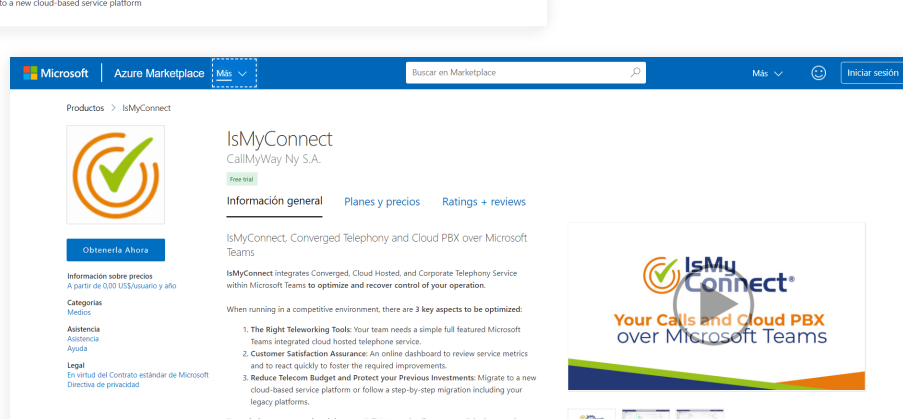 to a new cloud-based service platform
Microsoft
Azure Marketplace
Más
Buscar en Marketplace
Más
Iniciar sesión
Productos > IsMyConnect
IsMyConnect
CallMyWay Ny S.A.
Free trial
Información general
Planes y precios
Ratings + reviews
Obtenerla Ahora
Información sobre precios
A partir de 0,00 US$/usuario y año
Categorías
Medios
Asistencia
Asistencia
Ayuda
Legal
En virtud del Contrato estándar de Microsoft
Directiva de privacidad
IsMyConnect, Converged Telephony and Cloud PBX over Microsoft
Teams
IsMyConnect integrates Converged, Cloud Hosted, and Corporate Telephony Service
within Microsoft Teams to optimize and recover control of your operation.
When running in a competitive environment, there are 3 key aspects to be optimized:
1. The Right Teleworking Tools: Your team needs a simple full featured Microsoft
Teams integrated cloud hosted telephone service.
2. Customer Satisfaction Assurance: An online dashboard to review service metrics
and to react quickly to foster the required improvements.
3. Reduce Telecom Budget and Protect your Previous Investments: Migrate to a new
cloud-based service platform or follow a step-by-step migration including your
legacy platforms.
IsMy
Connect®
Your Calls and Cloud PBX
over Microsoft Teams